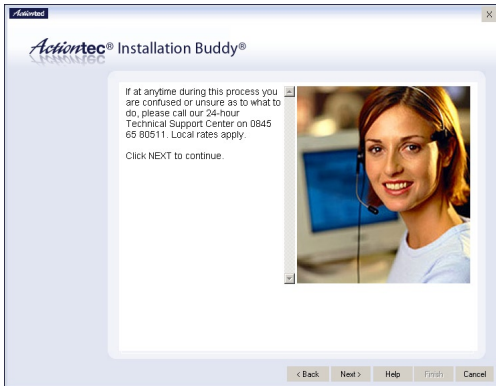 Actiontec
X
Actiontec® Installation Buddy®
If at anytime during this process you
are confused or unsure as to what to
do, please call our 24-hour
Technical Support Center on 0845
65 80511. Local rates apply.
Click NEXT to continue.
< Back Next > Help Finish Cancel